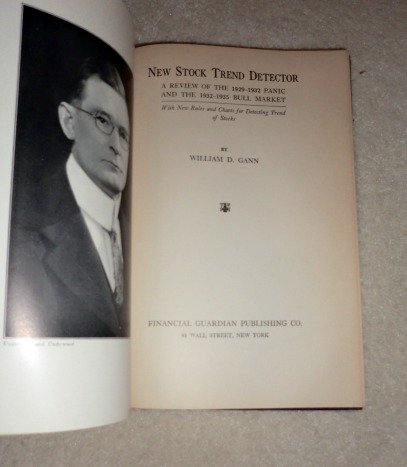 NEW STOCK TREND DETECTOR
A REVIEW OF THE 1929-1932 PANIC
AND THE 1932-1935 BULL MARKET
With New Rules and Charts for Detecting Trend
of Stocks
BY
WILLIAM D. GANN
FINANCIAL GUARDIAN PUBLISHING CO.
82 WALL STREET, NEW YORK
and Underwood